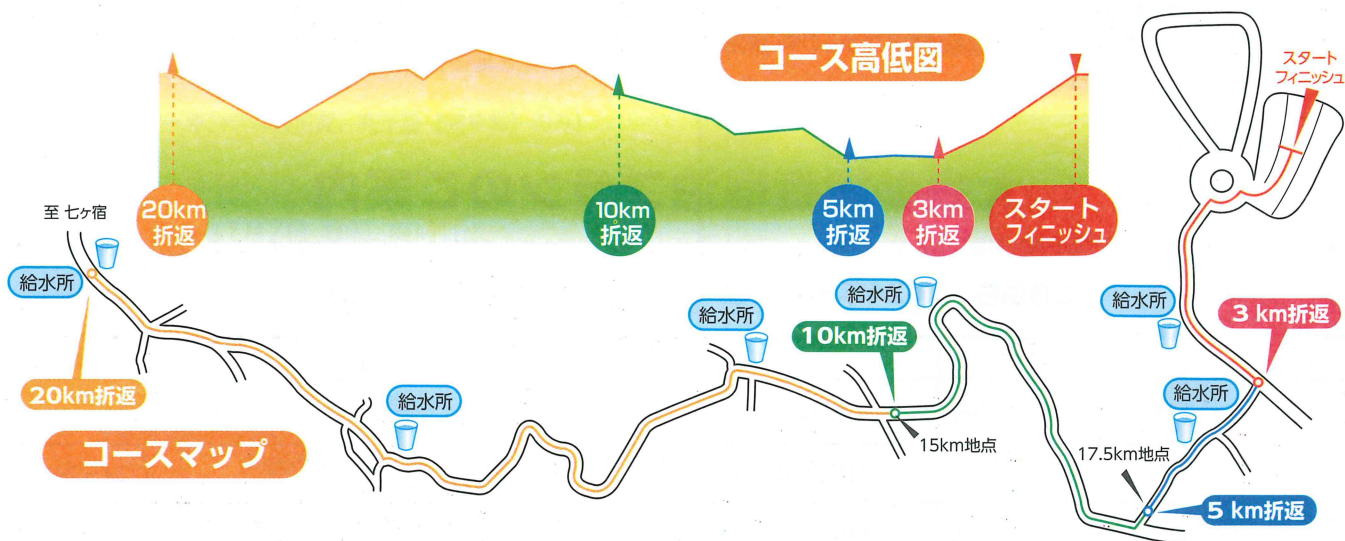 コース高低図
スタート
フィニッシュ
20km
折返
10km
折返
5km
折返
3km
折返
スタート
フィニッシュ
至 七ヶ宿
給水所
20km折返
コースマップ
給水所
給水所
10km折返
15km地点
給水所
17.5km地点
5 km折返
給水所
給水所
3 km折返